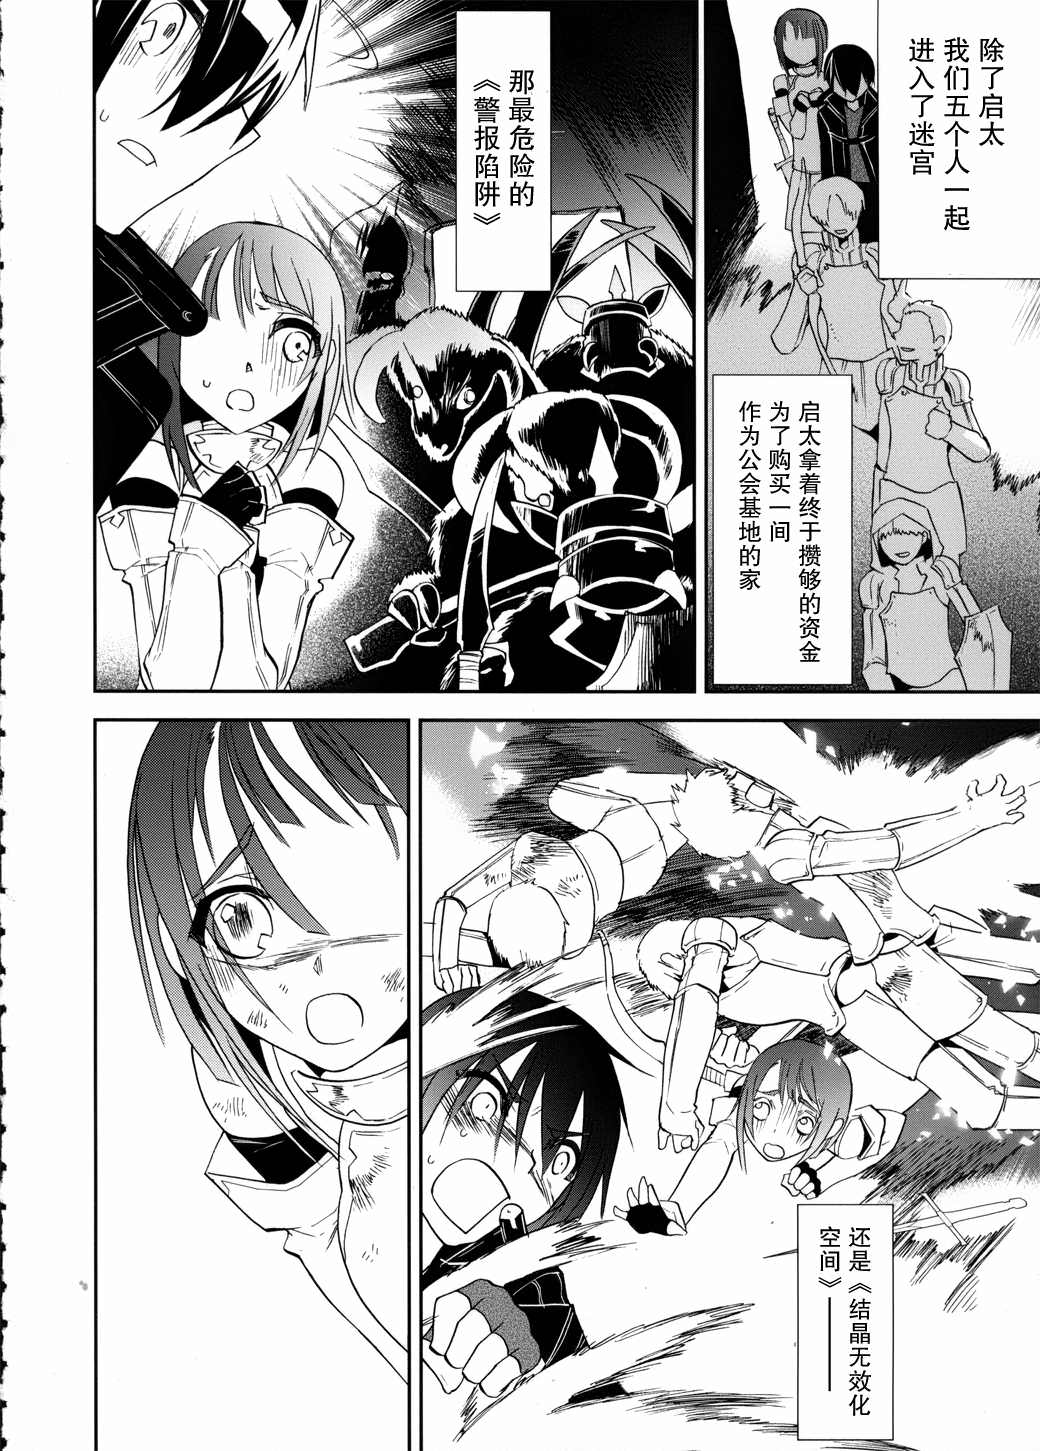 除了启太
我们五个人一起
进入了迷宫
启太拿着终于攒够的资金
为了购买一间
作为公会基地的家
那最危险的
《警报陷阱》
还是《结晶无效化
空间》——